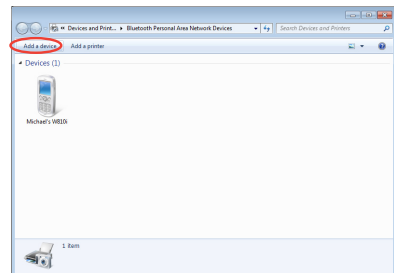 « Devices and Print... ▸ Bluetooth Personal Area Network Devices
Search Devices and Printers
Add a device
Add a printer
Devices (1)
Michael's W810i
1 item